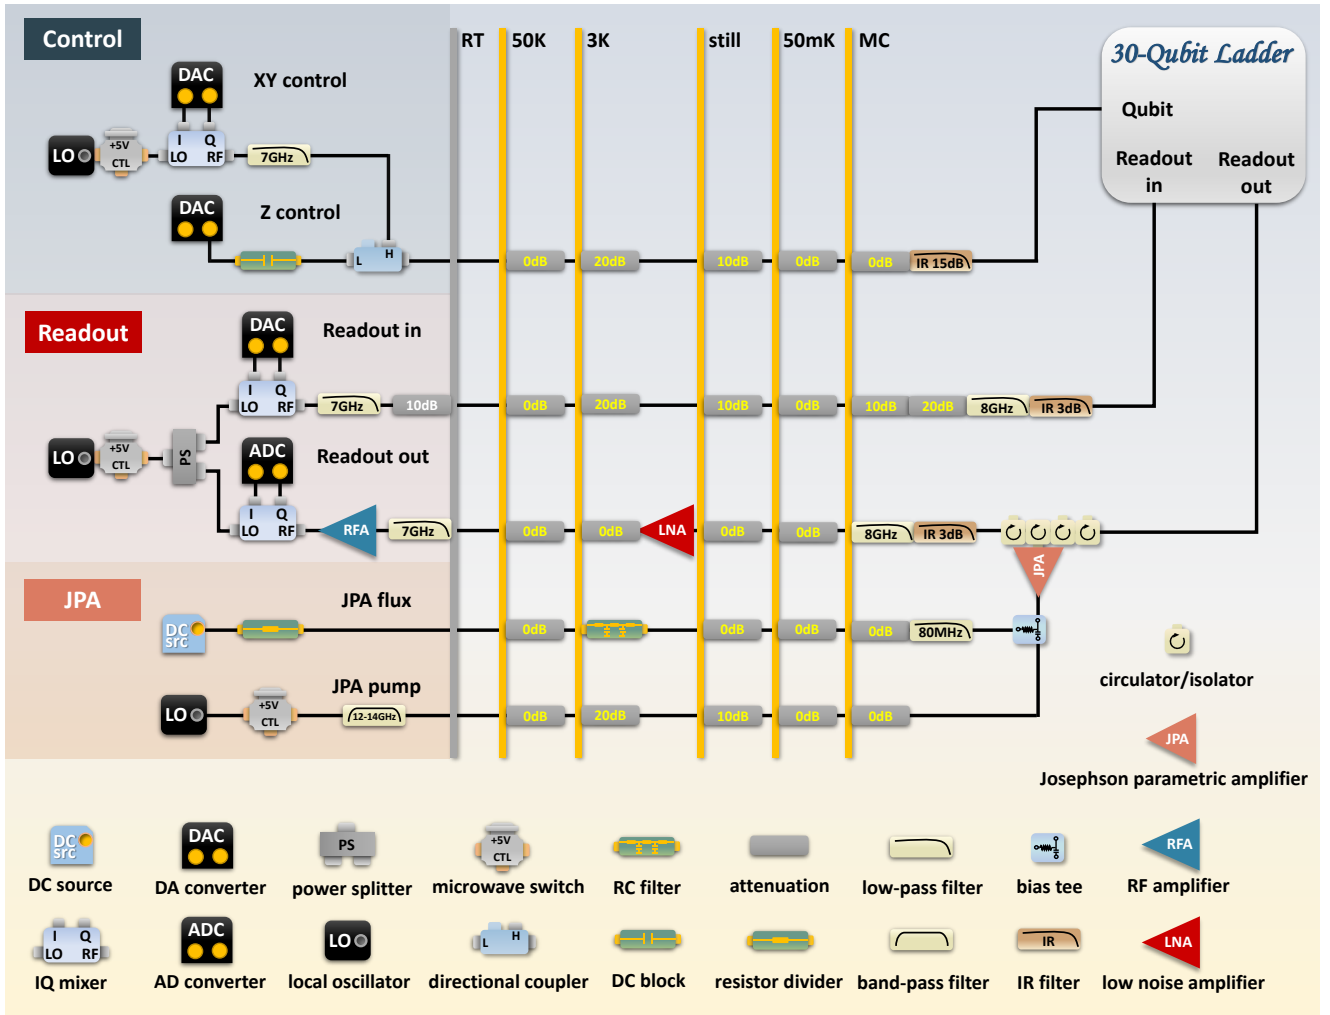 Control
RT
50K
3K
still
50mK
MC
30-Qubit Ladder
DAC
XY control
Qubit
LO
+5V
CTL
I Q
LO RF
7GHz
Readout
in
Readout
out
DAC
Z control
L H
0dB
20dB
10dB
0dB
0dB
IR 15dB
Readout
DAC
Readout in
I Q
LO RF
7GHz
10dB
0dB
20dB
10dB
0dB
10dB
20dB
8GHz
IR 3dB
LO
+5V
CTL
PS
ADC
Readout out
I Q
LO RF
RFA
7GHz
0dB
0dB
LNA
0dB
0dB
8GHz
IR 3dB
JPA
JPA
JPA flux
DC
src
0dB
0dB
0dB
0dB
80MHz
JPA pump
LO
+5V
CTL
12-14GHz
0dB
20dB
10dB
0dB
0dB
circulator/isolator
JPA
Josephson parametric amplifier
DC
src
DC source
DAC
DA converter
PS
power splitter
+5V
CTL
microwave switch
RC filter
attenuation
low-pass filter
bias tee
RFA
RF amplifier
I Q
LO RF
IQ mixer
ADC
AD converter
LO
local oscillator
L H
directional coupler
DC block
resistor divider
band-pass filter
IR
IR filter
LNA
low noise amplifier